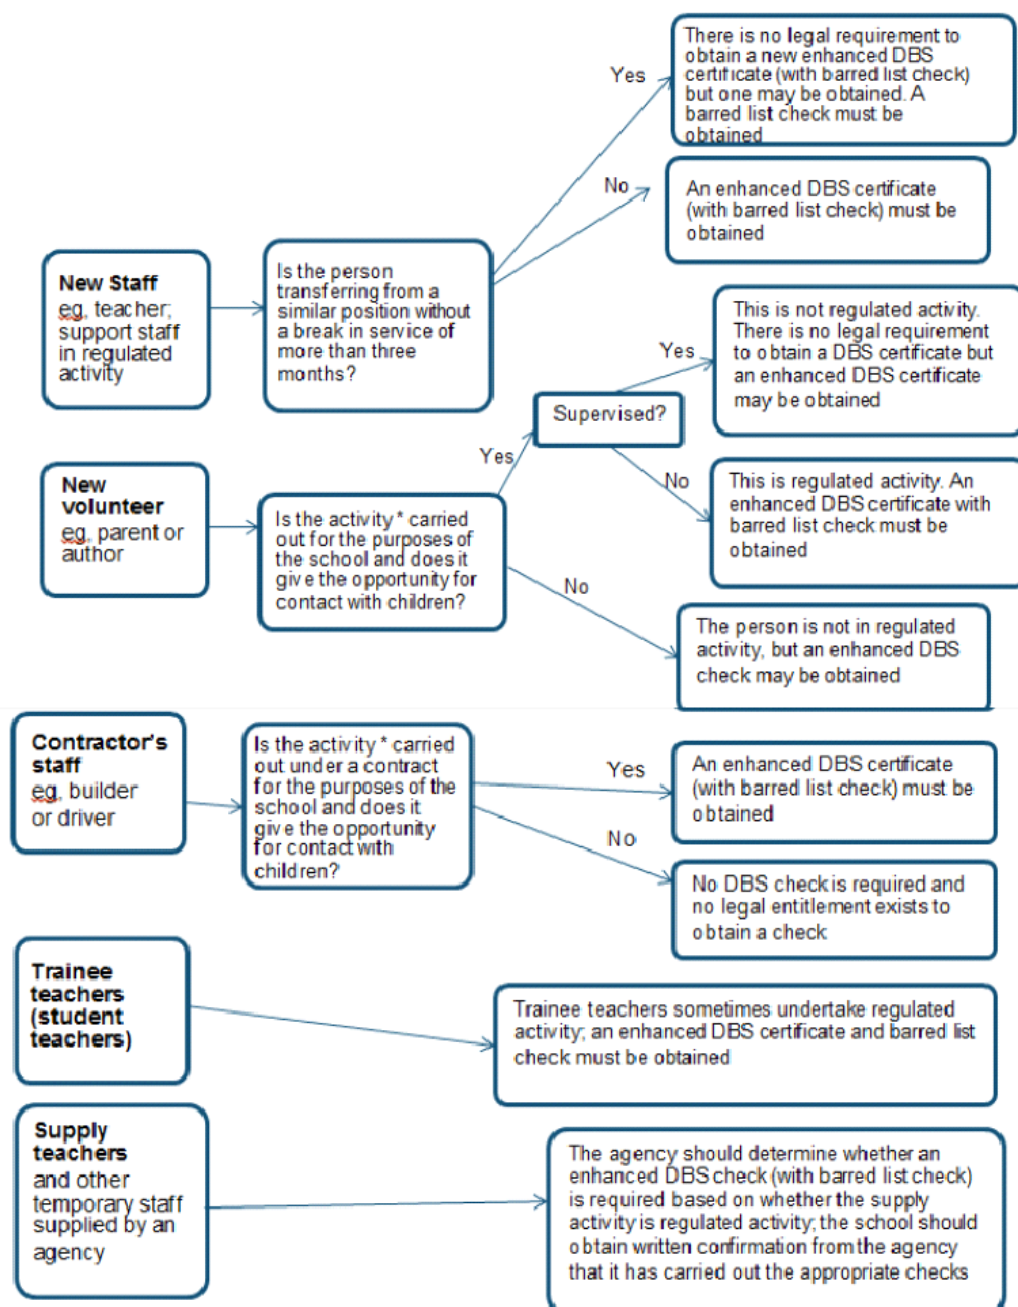 There is no legal requirement to
obtain a new enhanced DBS
certificate (with barred list check)
but one may be obtained. A
barred list check must be
obtained
Yes
No
An enhanced DBS certificate
(with barred list check) must be
obtained
New Staff
eg, teacher;
support staff
in regulated
activity
Is the person
transferring from a
similar position without
a break in service of
more than three
months?
This is not regulated activity.
There is no legal requirement
to obtain a DBS certificate but
an enhanced DBS certificate
may be obtained
Yes
Supervised?
Yes
No
This is regulated activity. An
enhanced DBS certificate with
barred list check must be
obtained
New
volunteer
eg, parent or
author
Is the activity * carried
out for the purposes of
the school and does it
give the opportunity for
contact with children?
No
The person is not in regulated
activity, but an enhanced DBS
check may be obtained
Contractor's
staff
eg, builder
or driver
Is the activity * carried
out under a contract
for the purposes of the
school and does it
give the opportunity
for contact with
children?
Yes
An enhanced DBS certificate
(with barred list check) must be
obtained
No
No DBS check is required and
no legal entitlement exists to
obtain a check
Trainee
teachers
(student
teachers)
Trainee teachers sometimes undertake regulated
activity; an enhanced DBS certificate and barred list
check must be obtained
Supply
teachers
and other
temporary staff
supplied by an
agency
The agency should determine whether an
enhanced DBS check (with barred list check)
is required based on whether the supply
activity is regulated activity; the school should
obtain written confirmation from the agency
that it has carried out the appropriate checks